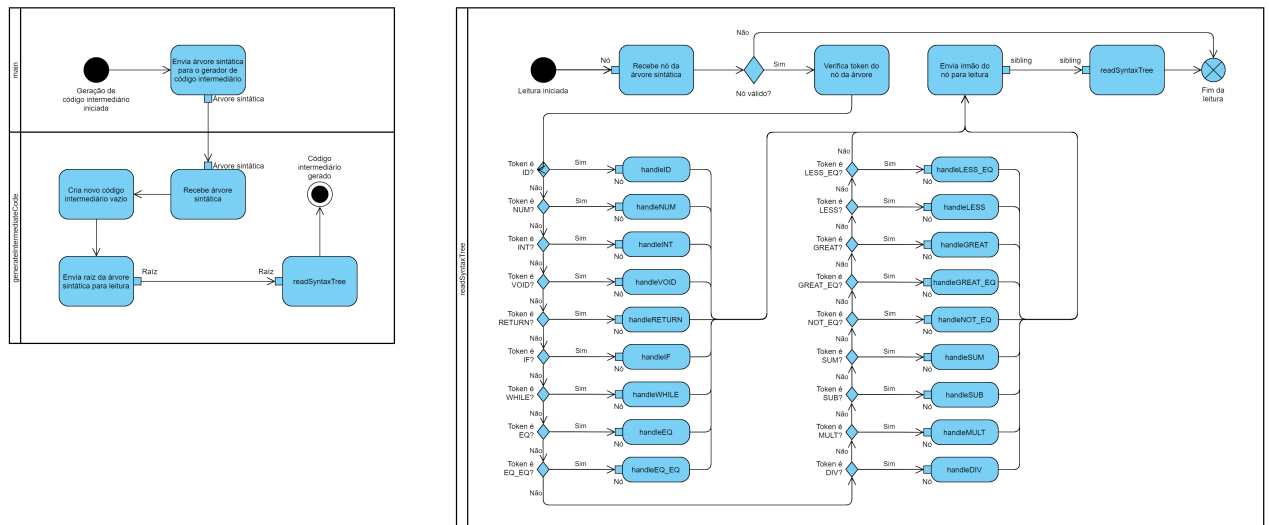 main
Geração de
código intermediário
iniciada
Envia árvore sintática
para o gerador de
código intermediário
Árvore sintática
generateIntermediateCode
Árvore sintática
Recebe árvore
sintática
Cria novo código
intermediário vazio
Envia raiz da árvore
sintática para leitura
Raíz
Raíz
readSyntaxTree
Código
intermediário
gerado
readSyntaxTree
Leitura iniciada
Nó
Recebe nó da
árvore sintática
Nó válido?
Não
Sim
Verifica token do
nó da árvore
Envia irmão do
nó para leitura
sibling
sibling
readSyntaxTree
Fim da
leitura
Token é
ID?
Sim
Nó
handleID
Não
Token é
NUM?
Sim
Nó
handleNUM
Não
Token é
INT?
Sim
Nó
handleINT
Não
Token é
VOID?
Sim
Nó
handleVOID
Não
Token é
RETURN?
Sim
Nó
handleRETURN
Não
Token é
IF?
Sim
Nó
handleIF
Não
Token é
WHILE?
Sim
Nó
handleWHILE
Não
Token é
EQ?
Sim
Nó
handleEQ
Não
Token é
EQ_EQ?
Sim
Nó
handleEQ_EQ
Não
Não
Token é
LESS_EQ?
Sim
Nó
handleLESS_EQ
Não
Token é
LESS?
Sim
Nó
handleLESS
Não
Token é
GREAT?
Sim
Nó
handleGREAT
Não
Token é
GREAT_EQ?
Sim
Nó
handleGREAT_EQ
Não
Token é
NOT_EQ?
Sim
Nó
handleNOT_EQ
Não
Token é
SUM?
Sim
Nó
handleSUM
Não
Token é
SUB?
Sim
Nó
handleSUB
Não
Token é
MULT?
Sim
Nó
handleMULT
Não
Token é
DIV?
Sim
Nó
handleDIV